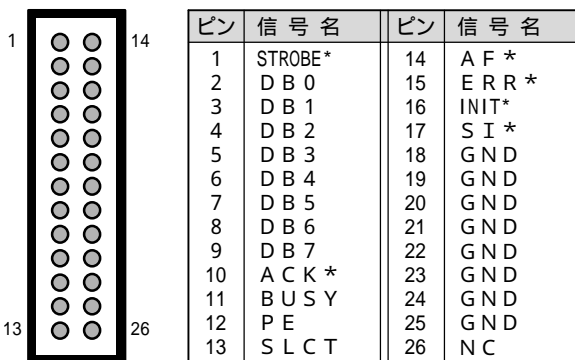 1 14
13 26
ピン 信号名 ピン 信号名
1 STROBE* 14 AF*
2 DB0 15 ERR*
3 DB1 16 INIT*
4 DB2 17 SI*
5 DB3 18 GND
6 DB4 19 GND
7 DB5 20 GND
8 DB6 21 GND
9 DB7 22 GND
10 ACK* 23 GND
11 BUSY 24 GND
12 PE 25 GND
13 SLCT 26 NC